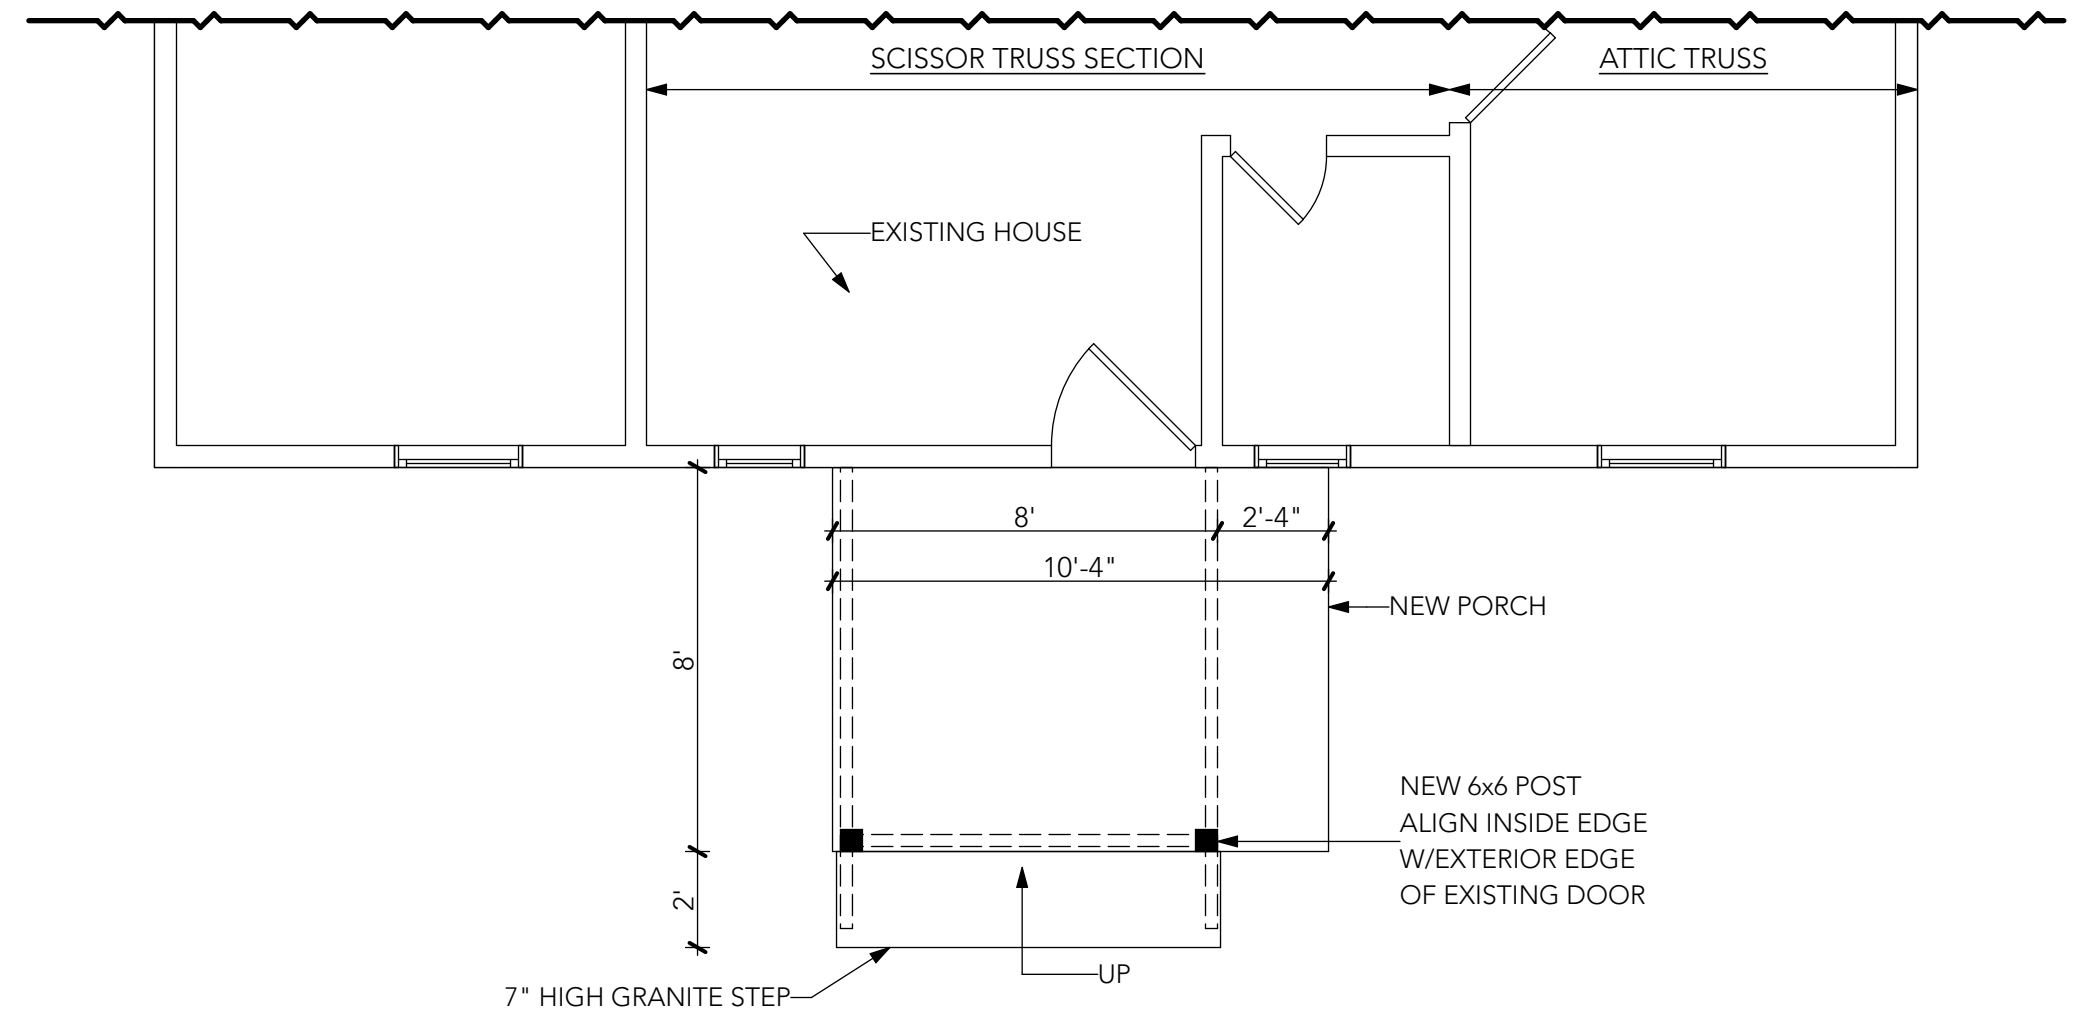 SCISSOR TRUSS SECTION
ATTIC TRUSS
EXISTING HOUSE
8'
2'-4"
10'-4"
NEW PORCH
8'
NEW 6x6 POST
ALIGN INSIDE EDGE
W/EXTERIOR EDGE
OF EXISTING DOOR
2'
UP
7" HIGH GRANITE STEP